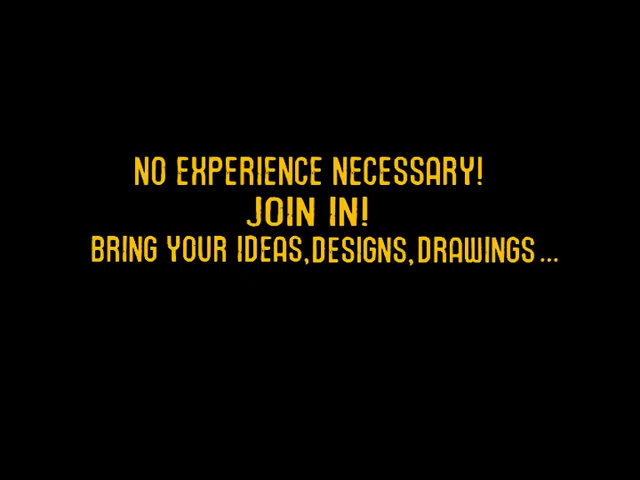 NO EXPERIENCE NECESSARY!
JOIN IN!
BRING YOUR IDEAS,DESIGNS,DRAWINGS...